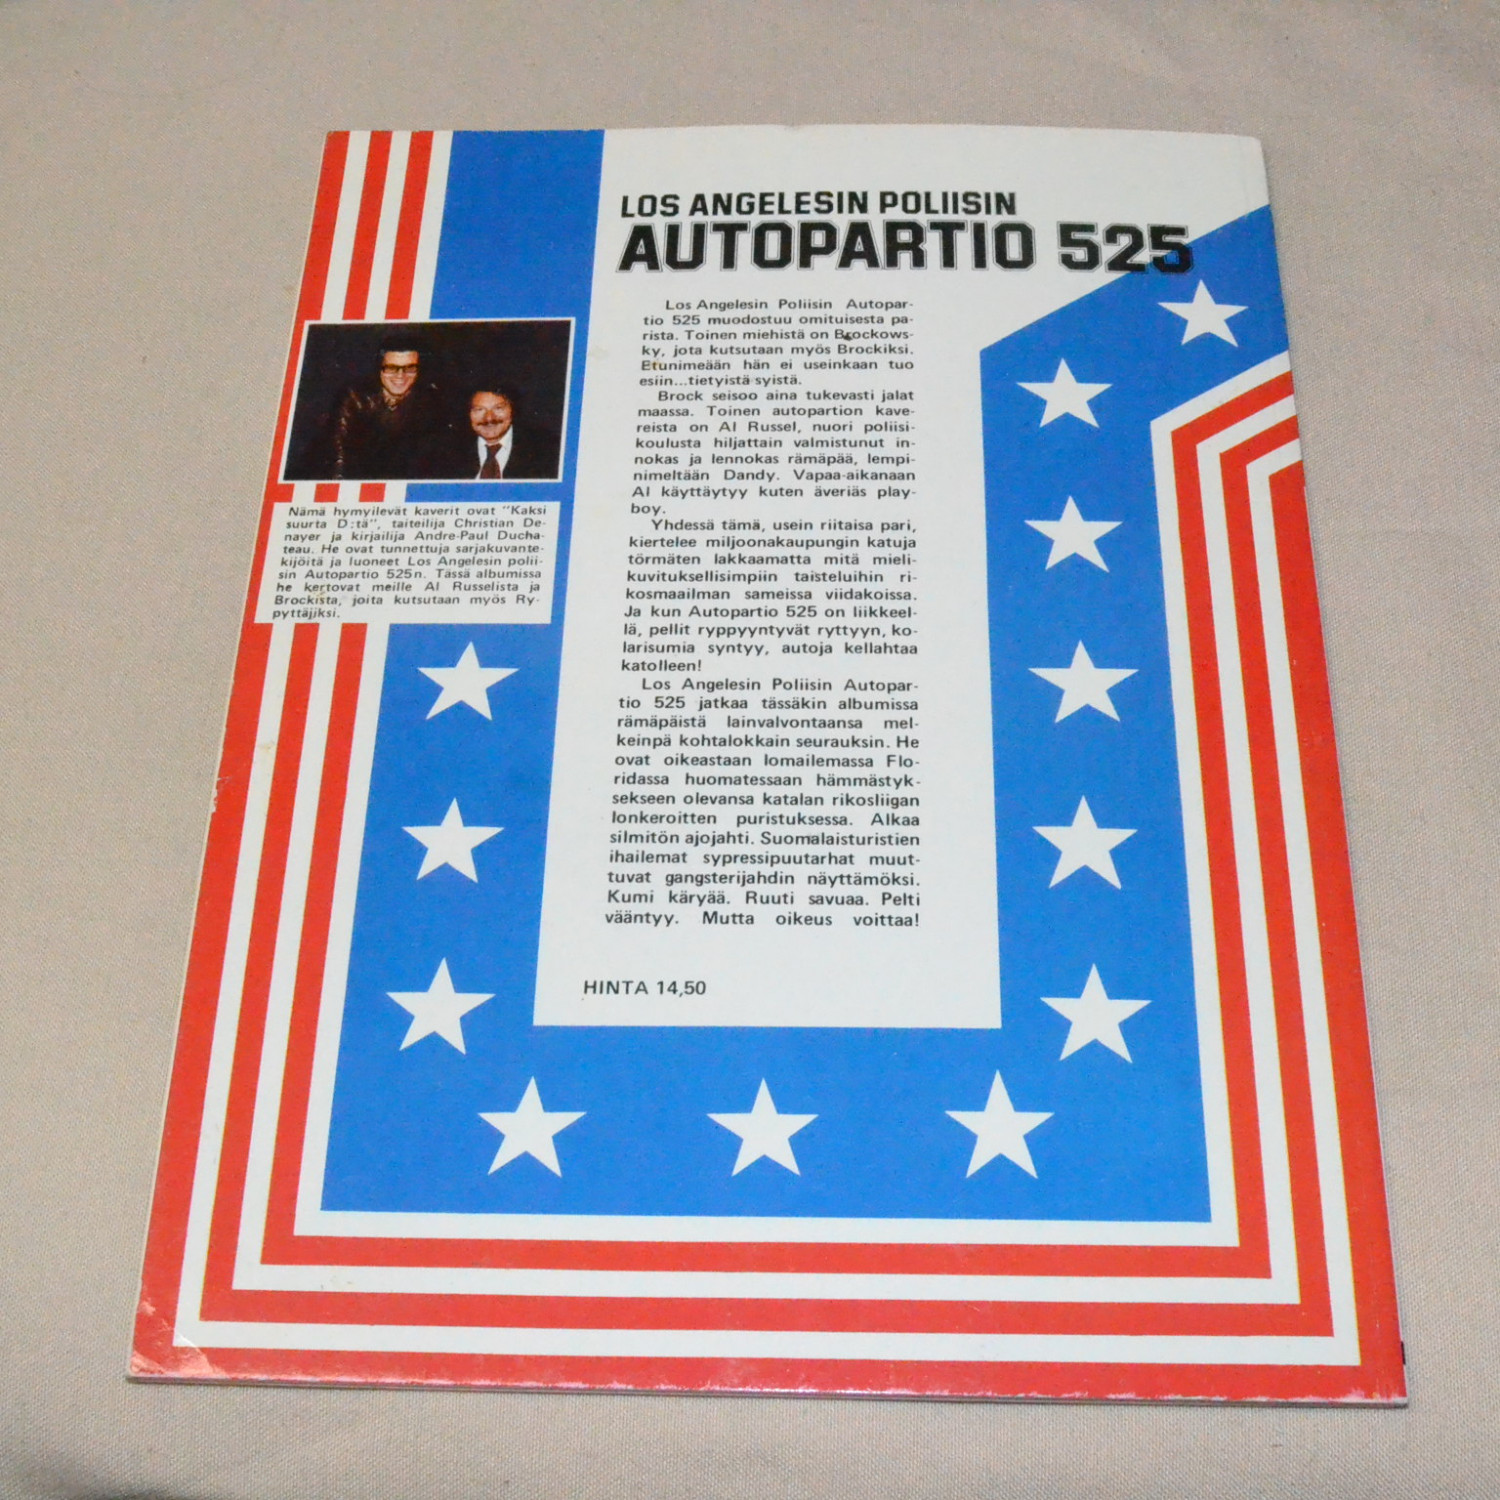 LOS ANGELESIN POLIISIN
AUTOPARTIO 525
Los Angelesin Poliisin Autopar-
tio 525 muodostuu omituisesta pa-
rista. Toinen miehistä on Brockows-
ky, jota kutsutaan myös Brockiksi.
Etunimeään hän ei useinkaan tuo
esiin...tietyistä syistä.
Brock seisoo aina tukevasti jalat
maassa. Toinen autopartion kave-
reista on Al Russel, nuori poliisi-
koulusta hiljattain valmistunut in-
nokas ja lennokas rämäpää, lempi-
nimeltään Dandy. Vapaa-aikanaan
Al käyttäytyy kuten äveriäs play-
boy.
Yhdessä tämä, usein riitaisa pari,
kiertelee miljoonakaupungin katuja
törmäten lakkaamatta mitä mieli-
kuvituksellisimpiin taisteluihin ri-
kosmaailman sameissa viidakoissa.
Ja kun Autopartio 525 on liikkeel-
lä, pellit ryppyyntyvät ryttyyn, ko-
larisumia syntyy, autoja kellahtaa
katolleen!
Los Angelesin Poliisin Autopar-
tio 525 jatkaa tässäkin albumissa
rämäpäistä lainvalvontaansa mel-
keinpä kohtalokkain seurauksin. He
ovat oikeastaan lomailemassa Flo-
ridassa huomatessaan hämmästyk-
sekseen olevansa katalan rikosliigan
lonkeroitten puristuksessa. Alkaa
silmitön ajojahti. Suomalaisturistien
ihailemat sypressipuutarhat muut-
tuvat gangsterijahdin näyttämöksi.
Kumi käryää. Ruuti savuaa. Pelti
vääntyy. Mutta oikeus voittaa!
HINTA 14,50
Nämä hymyilevät kaverit ovat "Kaksi
suurta D:tä", taiteilija Christian De-
nayer ja kirjailija Andre-Paul Ducha-
teau. He ovat tunnettuja sarjakuvante-
kijöitä ja luoneet Los Angelesin polii-
sin Autopartio 525n. Tässä albumissa
he kertovat meille Al Russelista ja
Brockista, joita kutsutaan myös Ry-
pyttäjiksi.